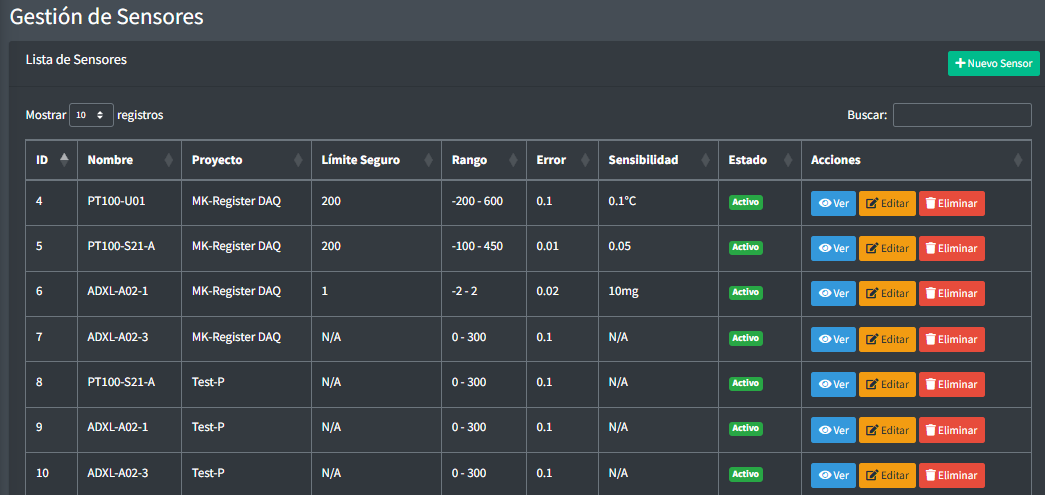 Gestión de Sensores
Lista de Sensores
Nuevo Sensor
Mostrar 10 registros
Buscar:
ID Nombre Proyecto Límite Seguro Rango Error Sensibilidad Estado Acciones
4 PT100-U01 MK-Register DAQ 200 -200 - 600 0.1 0.1°C Activo Ver Editar Eliminar
5 PT100-S21-A MK-Register DAQ 200 -100 - 450 0.01 0.05 Activo Ver Editar Eliminar
6 ADXL-A02-1 MK-Register DAQ 1 -2 - 2 0.02 10mg Activo Ver Editar Eliminar
7 ADXL-A02-3 MK-Register DAQ N/A 0 - 300 0.1 N/A Activo Ver Editar Eliminar
8 PT100-S21-A Test-P N/A 0 - 300 0.1 N/A Activo Ver Editar Eliminar
9 ADXL-A02-1 Test-P N/A 0 - 300 0.1 N/A Activo Ver Editar Eliminar
10 ADXL-A02-3 Test-P N/A 0 - 300 0.1 N/A Activo Ver Editar Eliminar